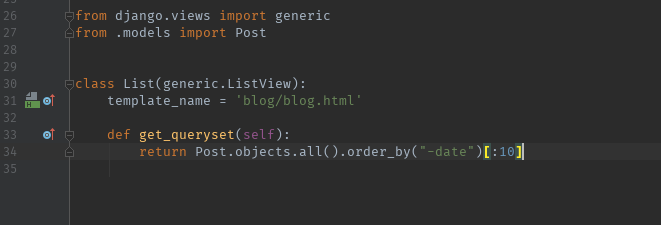 25
26 from django.views import generic
27 from .models import Post
28
29
30 class List(generic.ListView):
31     template_name = 'blog/blog.html'
32
33     def get_queryset(self):
34         return Post.objects.all().order_by("-date")[:10]
35